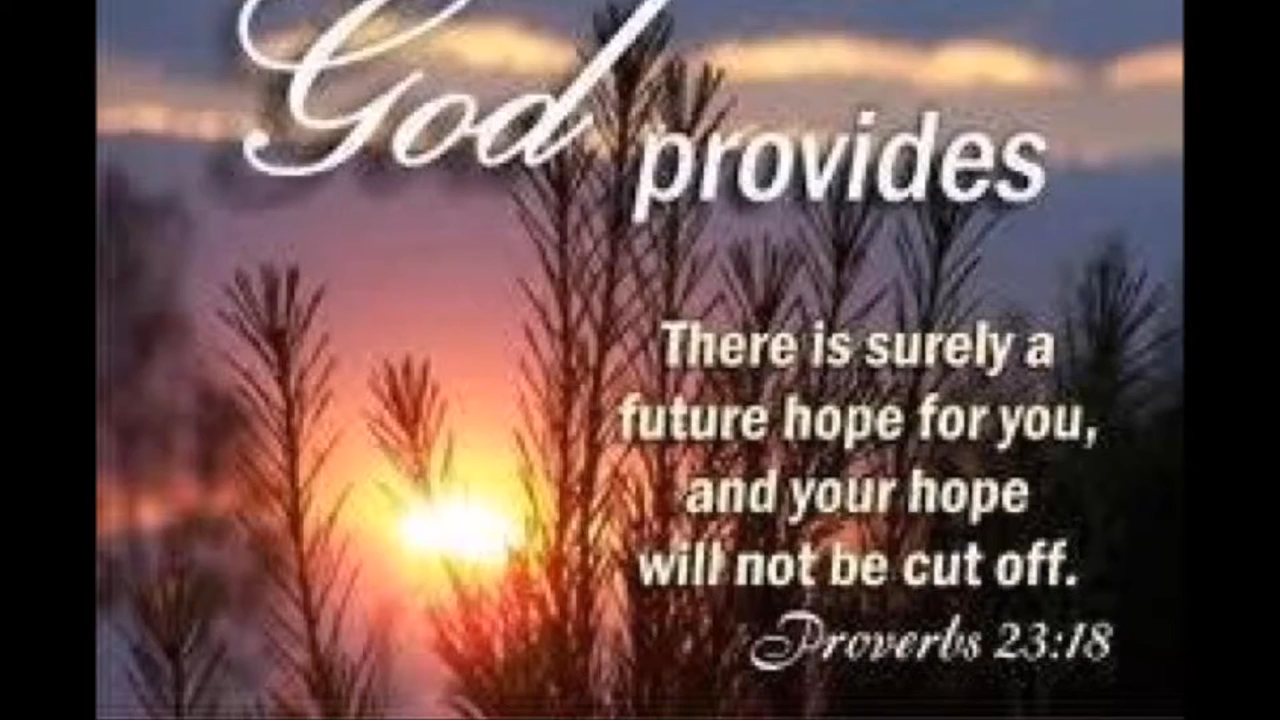 God provides
There is surely a
future hope for you,
and your hope
will not be cut off.
Proverbs 23:18